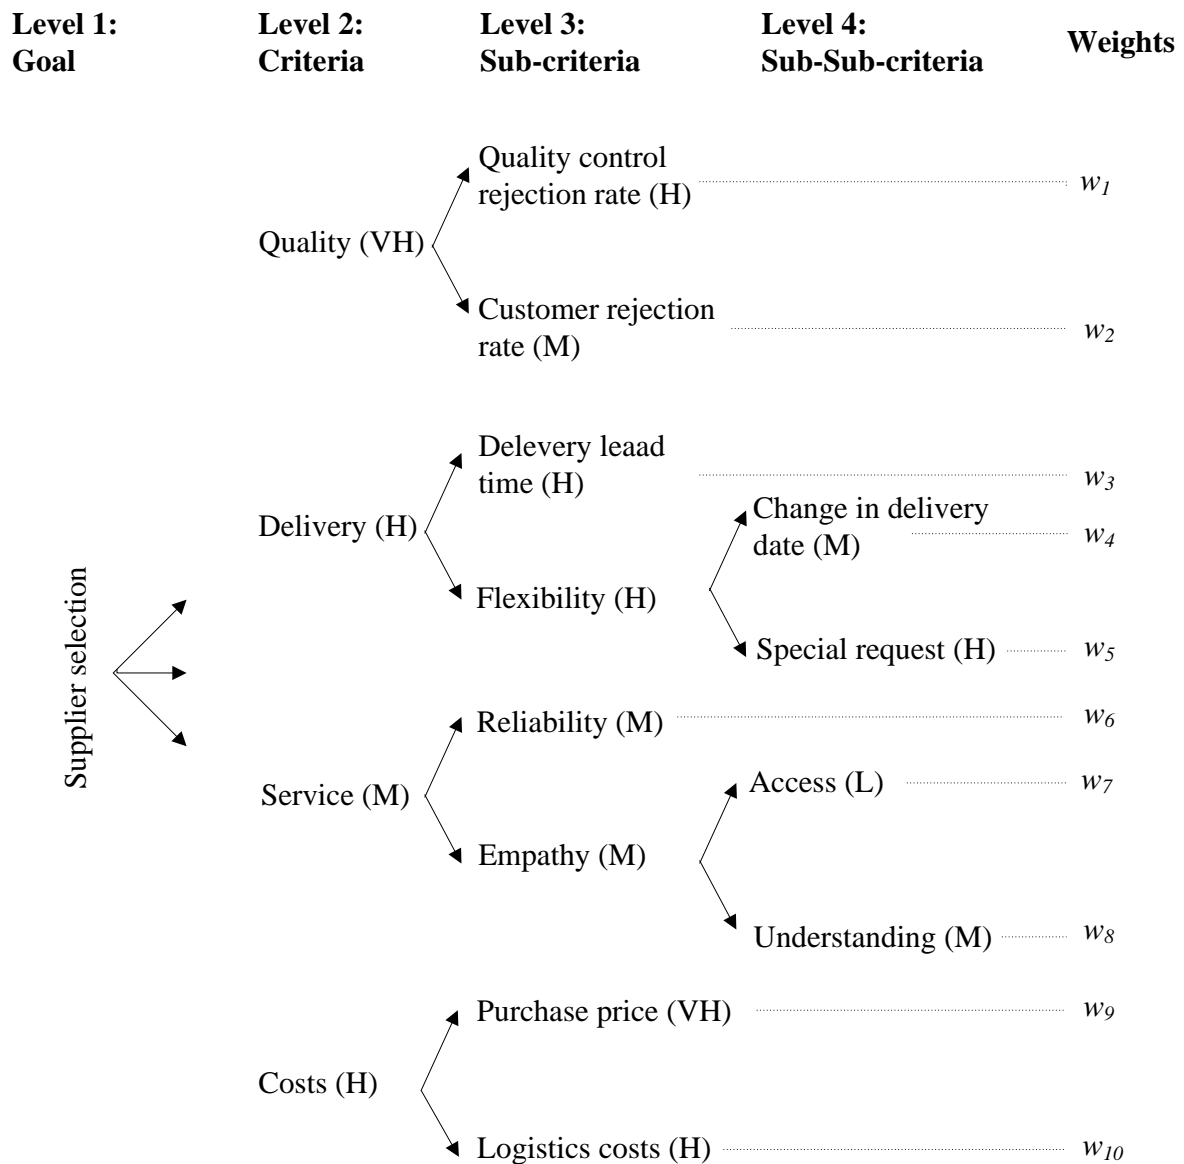 Level 1:
Goal
Level 2:
Criteria
Level 3:
Sub-criteria
Level 4:
Sub-Sub-criteria
Weights
Supplier selection
Quality (VH)
Quality control
rejection rate (H)
w1
Customer rejection
rate (M)
w2
Delivery (H)
Delevery leaad
time (H)
w3
Flexibility (H)
Change in delivery
date (M)
w4
Special request (H)
w5
Service (M)
Reliability (M)
w6
Empathy (M)
Access (L)
w7
Understanding (M)
w8
Costs (H)
Purchase price (VH)
w9
Logistics costs (H)
w10